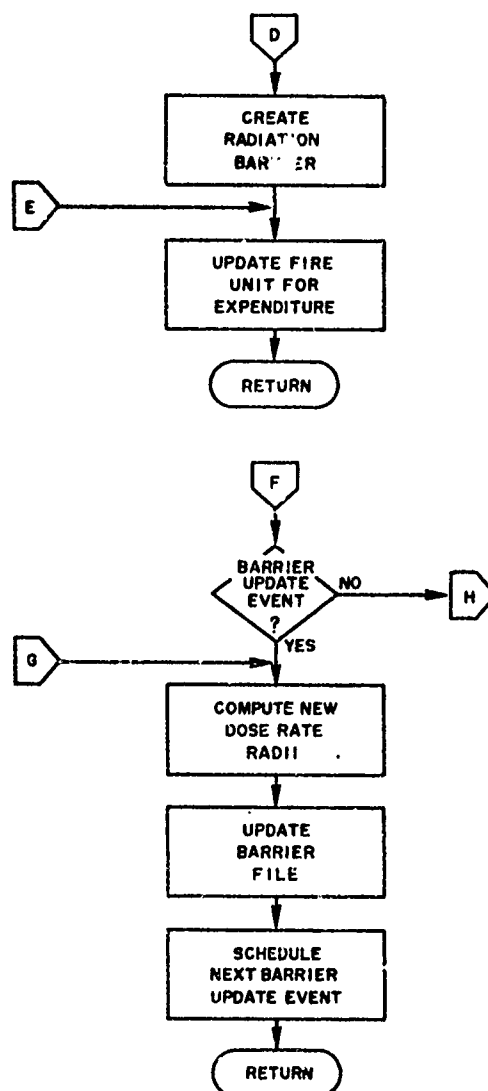 D
CREATE
RADIATION
E
UPDATE FIRE
UNIT FOR
EXPENDITURE
RETURN
F
BARRIER
UPDATE
EVENT
?
NO
H
YES
G
COMPUTE NEW
DOSE RATE
RADII
UPDATE
BARRIER
FILE
SCHEDULE
NEXT BARRIER
UPDATE EVENT
RETURN